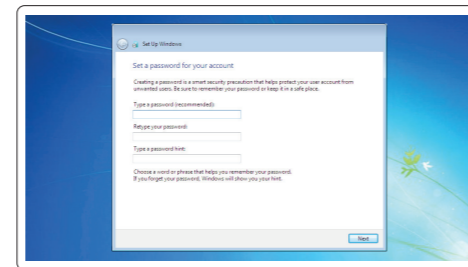 Set Up Windows
Set a password for your account
Creating a password is a smart security precaution that helps protect your user account from
unwanted users. Be sure to remember your password or keep it in a safe place.
Type a password (recommended):
Retype your password:
Type a password hint:
Choose a word or phrase that helps you remember your password.
If you forget your password, Windows will show you your hint.
Next